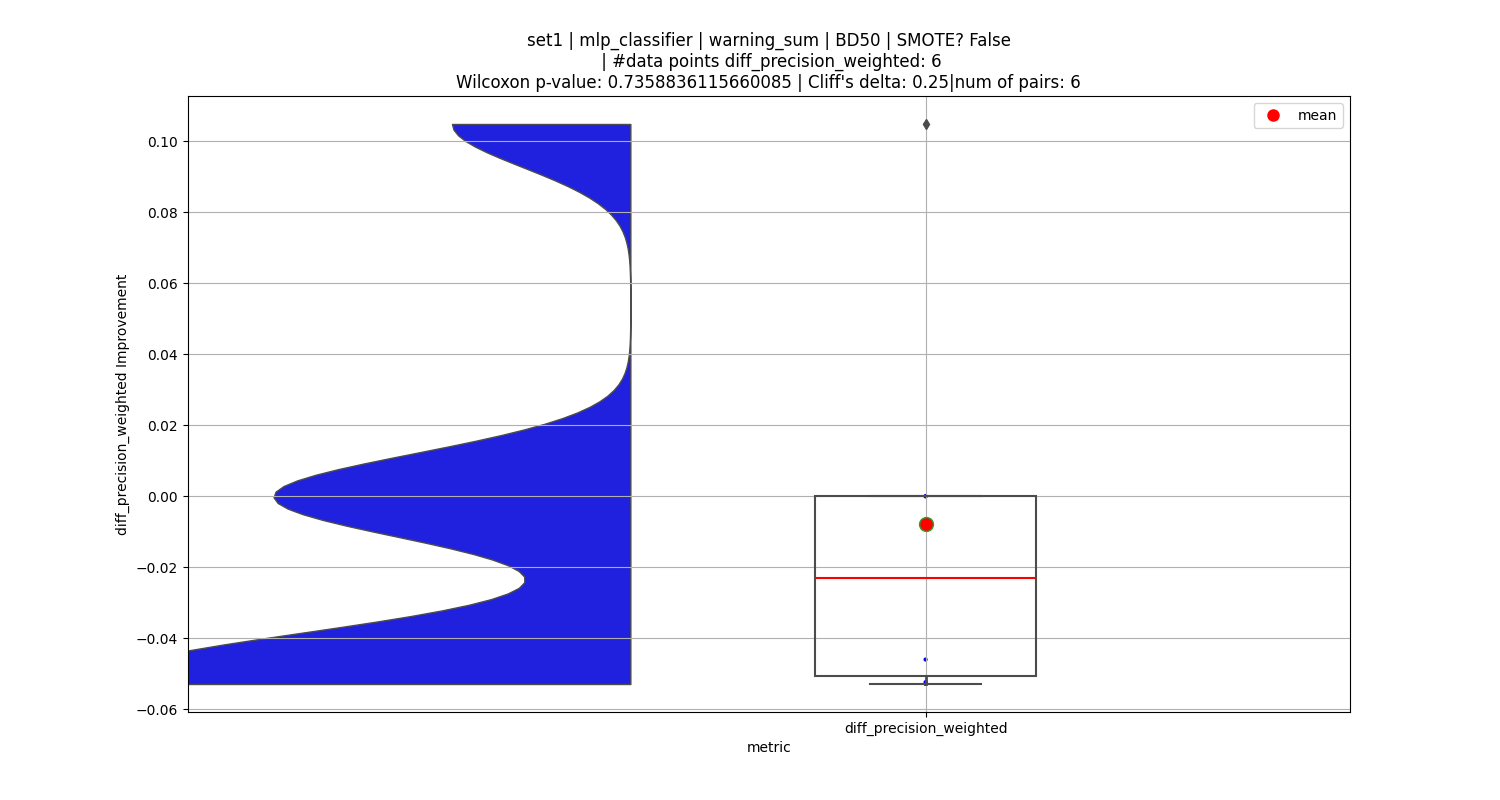 set1 | mlp_classifier | warning_sum | BD50 | SMOTE? False
| #data points diff_precision_weighted: 6
Wilcoxon p-value: 0.7358836115660085 | Cliff's delta: 0.25|num of pairs: 6
mean
diff_precision_weighted Improvement
0.10
0.08
0.06
0.04
0.02
0.00
−0.02
−0.04
−0.06
diff_precision_weighted
metric